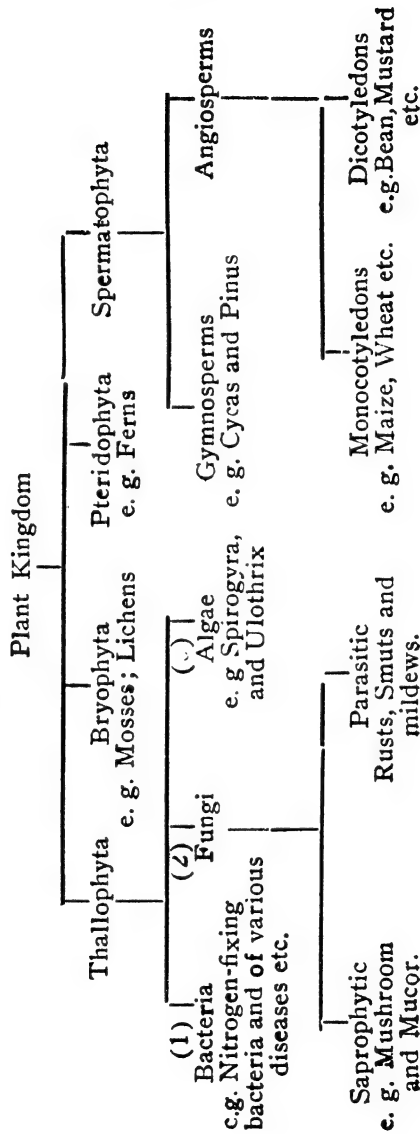 Plant Kingdom
Thallophyta
Bryophyta
e. g. Mosses; Lichens
Pteridophyta
e. g. Ferns
Spermatophyta
(1)
Bacteria
c.g. Nitrogen-fixing
bacteria and of various
diseases etc.
(2)
Fungi
Algae
e. g Spirogyra,
and Ulothrix
Gymnosperms
e. g. Cycas and Pinus
Angiosperms
Saprophytic
e. g. Mushroom
and Mucor.
Parasitic
Rusts, Smuts and
mildews.
Monocotyledons
e. g. Maize, Wheat etc.
Dicotyledons
e.g.Bean,Mustard
etc.